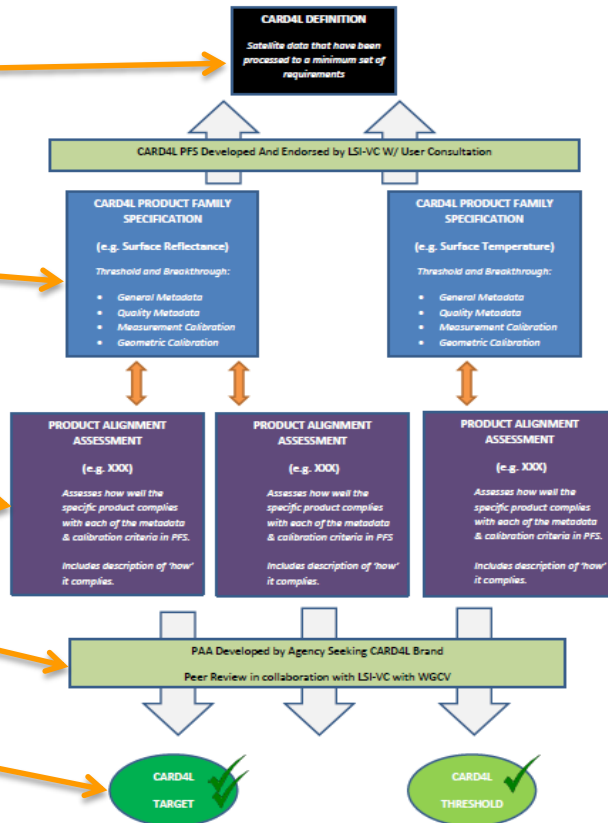 CARD4L DEFINITION
Satellite data that have been
processed to a minimum set of
requirements
CARD4L PFS Developed And Endorsed by LSI-VC W/ User Consultation
CARD4L PRODUCT FAMILY
SPECIFICATION
(e.g. Surface Reflectance)
Threshold and Breakthrough:
• General Metadata
• Quality Metadata
• Measurement Calibration
• Geometric Calibration
CARD4L PRODUCT FAMILY
SPECIFICATION
(e.g. Surface Temperature)
Threshold and Breakthrough:
• General Metadata
• Quality Metadata
• Measurement Calibration
• Geometric Calibration
PRODUCT ALIGNMENT
ASSESSMENT
(e.g. XXX)
Assesses how well the
specific product complies
with each of the metadata
& calibration criteria in PFS.
Includes description of 'how'
it complies.
PRODUCT ALIGNMENT
ASSESSMENT
(e.g. XXX)
Assesses how well the
specific product complies
with each of the metadata
& calibration criteria in PFS
Includes description of 'how'
it complies.
PRODUCT ALIGNMENT
ASSESSMENT
(e.g. XXX)
Assesses how well the
specific product complies
with each of the metadata
& calibration criteria in PFS.
Includes description of 'how'
it complies.
PAA Developed by Agency Seeking CARD4L Brand
Peer Review in collaboration with LSI-VC with WGCV
CARD4L
TARGET
CARD4L
THRESHOLD